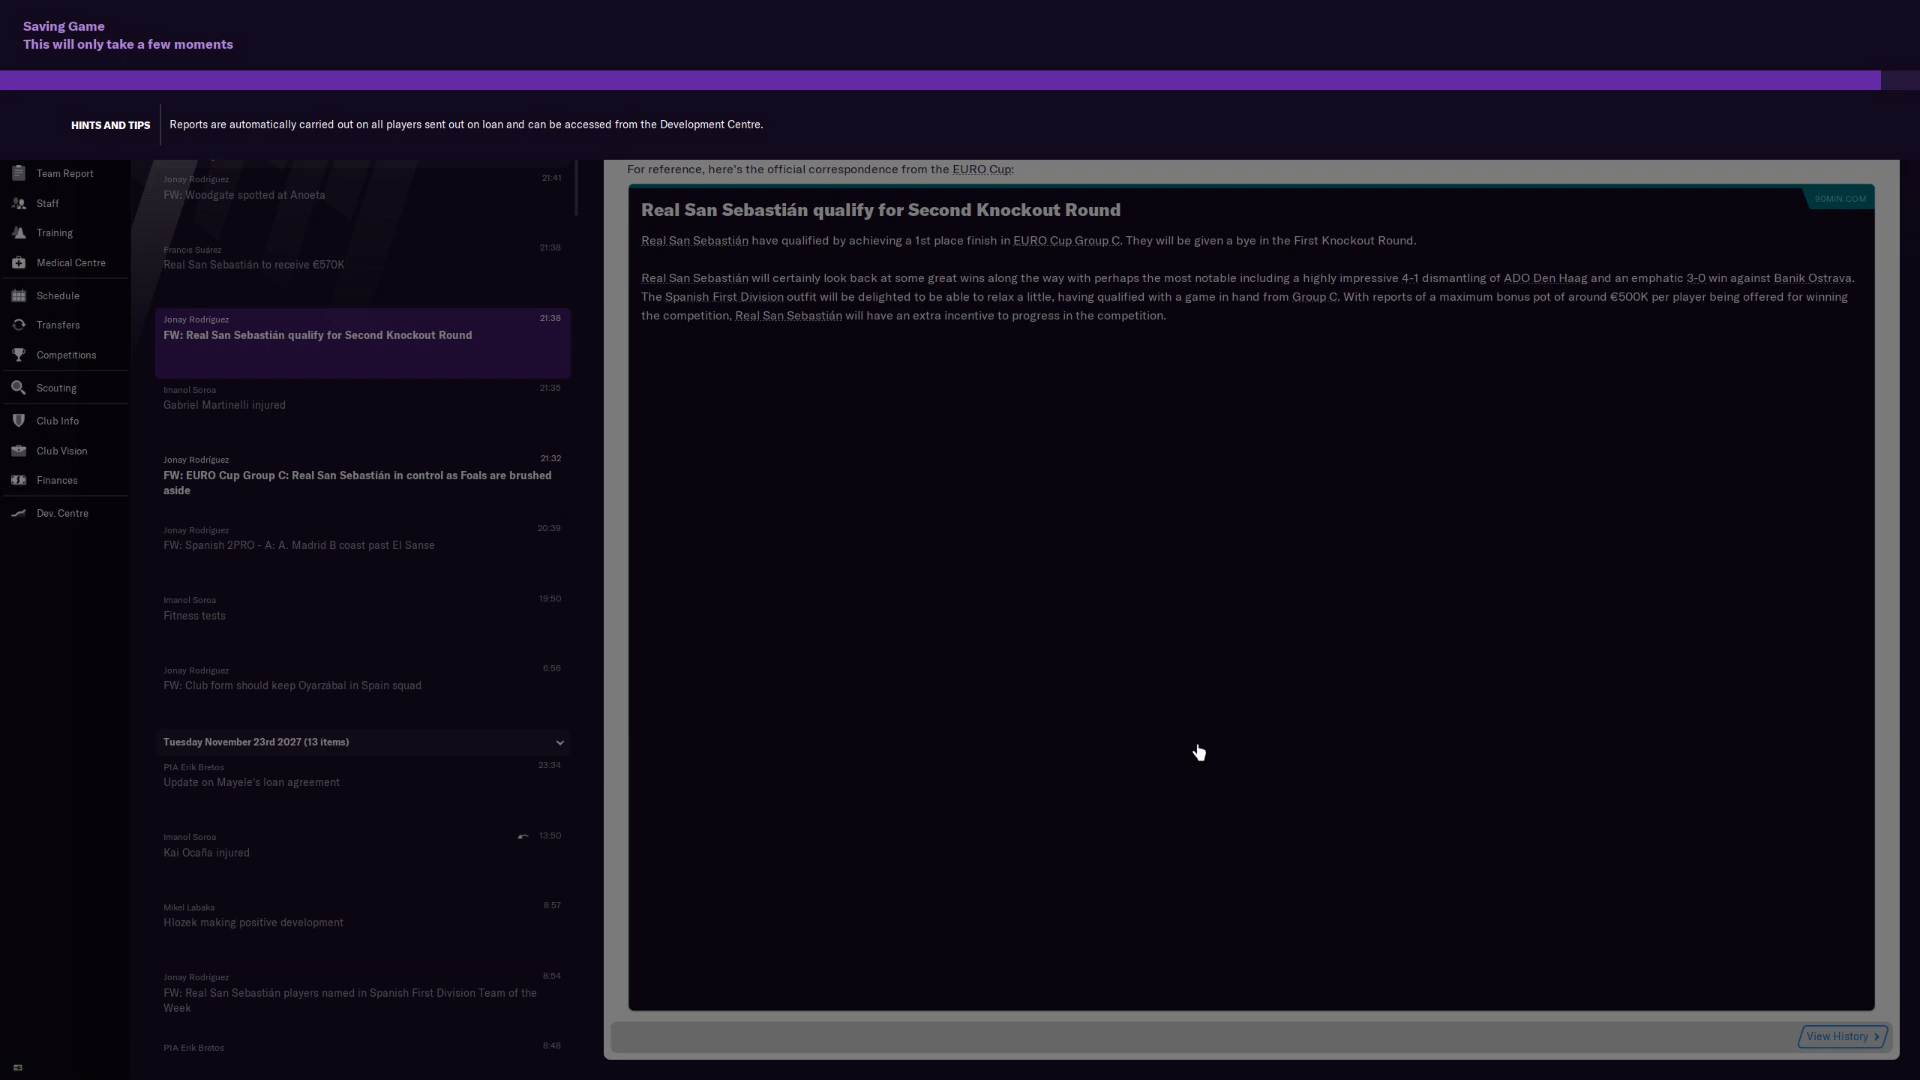 Saving Game
This will only take a few moments
HINTS AND TIPS
Reports are automatically carried out on all players sent out on loan and can be accessed from the Development Centre.
Team Report
Staff
Training
Medical Centre
Schedule
Transfers
Competitions
Scouting
Club Info
Club Vision
Finances
Dev. Centre
Jonay Rodríguez 21:41
FW: Woodgate spotted at Anoeta
Francis Suárez 21:38
Real San Sebastián to receive €570K
Jonay Rodríguez 21:38
FW: Real San Sebastián qualify for Second Knockout Round
Imanol Soroa 21:35
Gabriel Martinelli injured
Jonay Rodríguez 21:32
FW: EURO Cup Group C: Real San Sebastián in control as Foals are brushed
aside
Jonay Rodríguez 20:39
FW: Spanish 2PRO - A: A. Madrid B coast past El Sanse
Imanol Soroa 19:50
Fitness tests
Jonay Rodríguez 8:56
FW: Club form should keep Oyarzábal in Spain squad
Tuesday November 23rd 2027 (13 items)
PIA Erik Bretos 23:34
Update on Mayele's loan agreement
Imanol Soroa 13:50
Kai Ocaña injured
Mikel Labaka 8:57
Hlozek making positive development
Jonay Rodríguez 8:54
FW: Real San Sebastián players named in Spanish First Division Team of the
Week
PIA Erik Bretos 8:48
For reference, here's the official correspondence from the EURO Cup:
90MIN.COM
Real San Sebastián qualify for Second Knockout Round
Real San Sebastián have qualified by achieving a 1st place finish in EURO Cup Group C. They will be given a bye in the First Knockout Round.
Real San Sebastián will certainly look back at some great wins along the way with perhaps the most notable including a highly impressive 4-1 dismantling of ADO Den Haag and an emphatic 3-0 win against Banik Ostrava.
The Spanish First Division outfit will be delighted to be able to relax a little, having qualified with a game in hand from Group C. With reports of a maximum bonus pot of around €500K per player being offered for winning
the competition, Real San Sebastián will have an extra incentive to progress in the competition.
View History